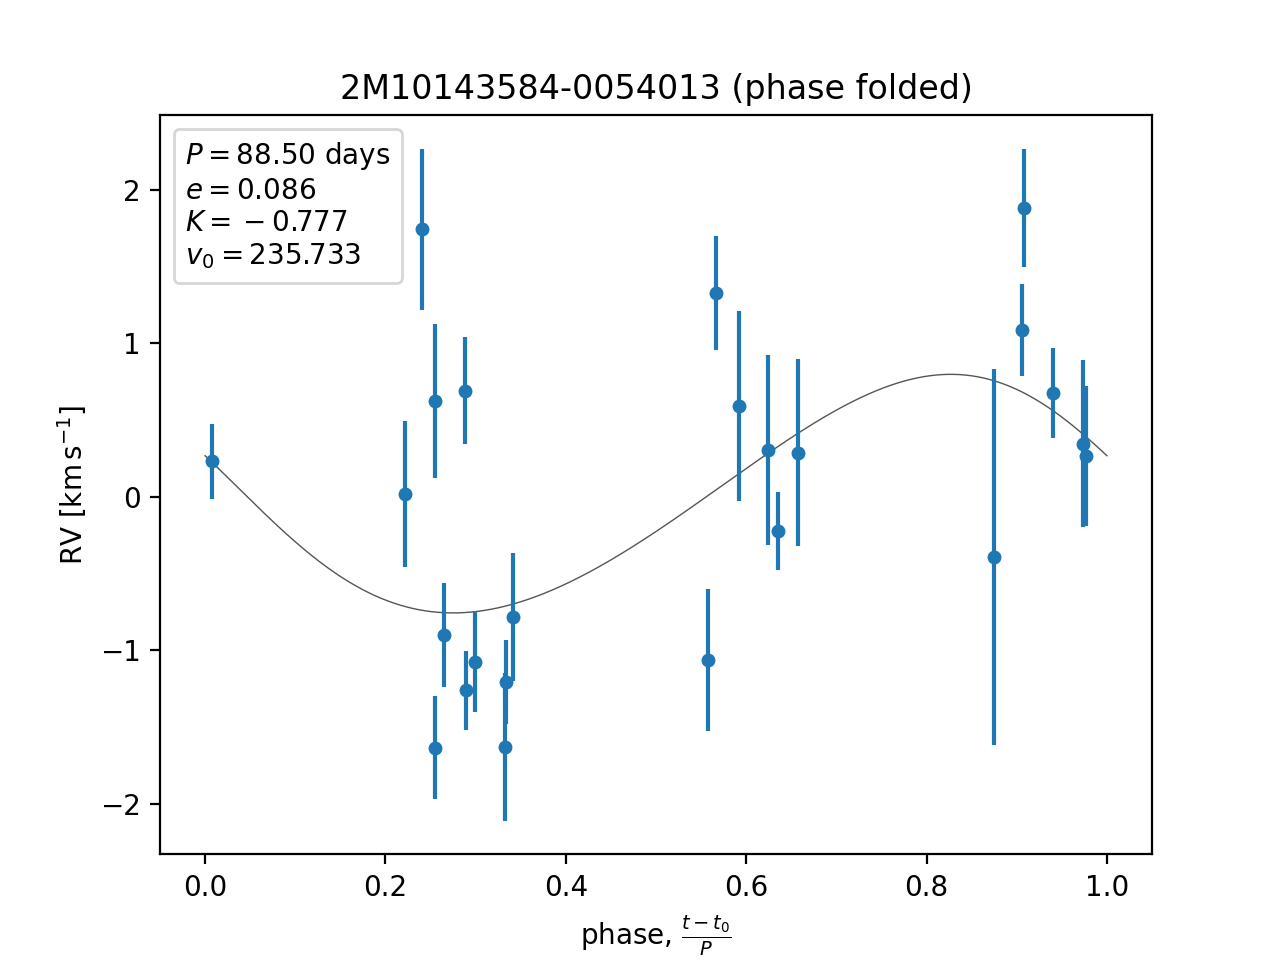 2M10143584-0054013 (phase folded)
P = 88.50 days
e = 0.086
K = −0.777
v₀ = 235.733
2
1
0
−1
−2
RV [km s⁻¹]
0.0 0.2 0.4 0.6 0.8 1.0
phase, (t − t₀)/P